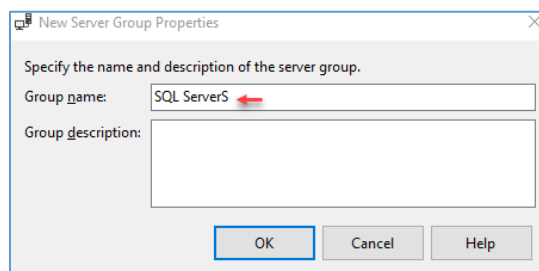 New Server Group Properties
Specify the name and description of the server group.
Group name: SQL ServerS
Group description:
OK Cancel Help